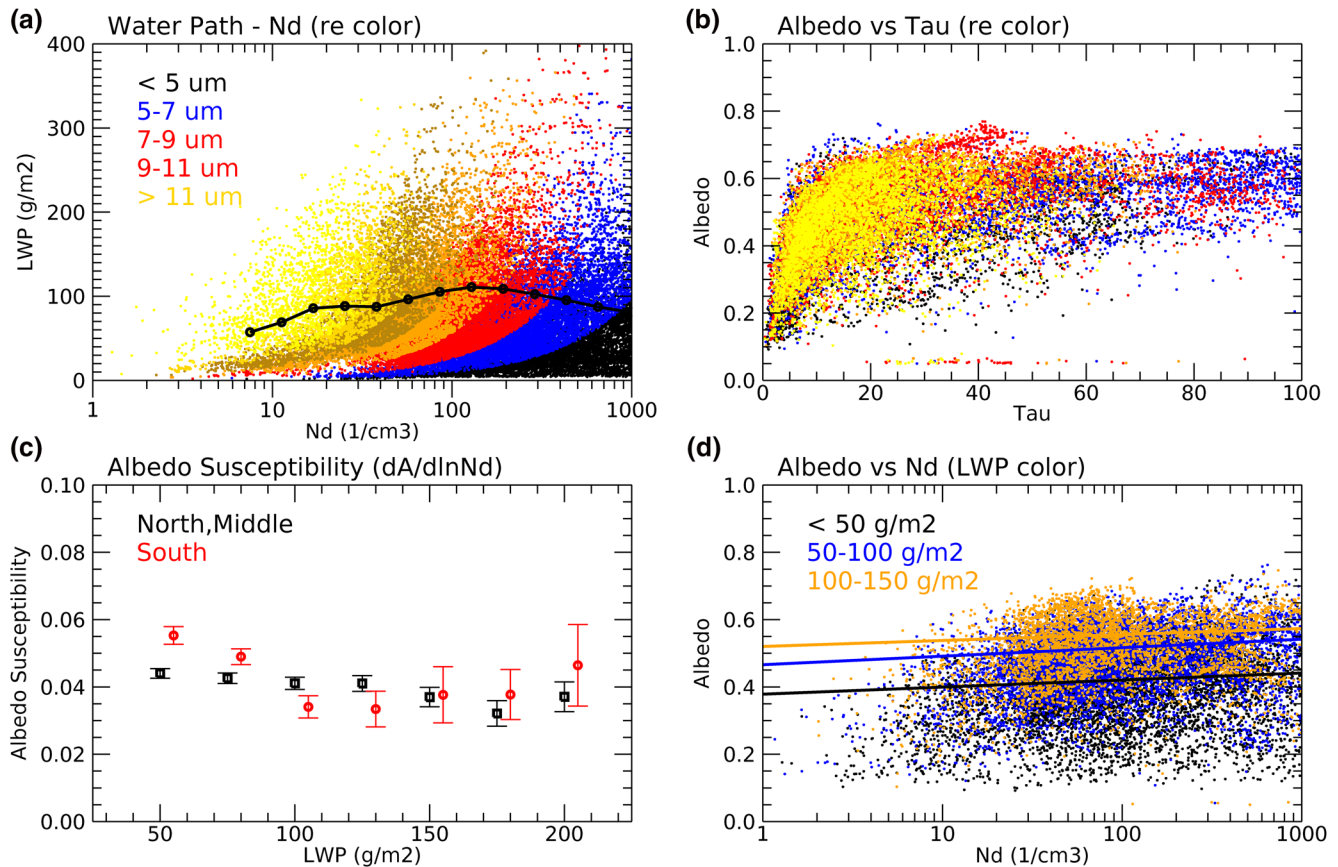 (a) Water Path - Nd (re color)
400
300
200
100
0
LWP (g/m2)
< 5 um
5-7 um
7-9 um
9-11 um
> 11 um
1 10 100 1000
Nd (1/cm3)
(b) Albedo vs Tau (re color)
1.0
0.8
0.6
0.4
0.2
0.0
Albedo
0 20 40 60 80 100
Tau
(c) Albedo Susceptibility (dA/dlnNd)
0.10
0.08
0.06
0.04
0.02
0.00
Albedo Susceptibility
North,Middle
South
50 100 150 200
LWP (g/m2)
(d) Albedo vs Nd (LWP color)
1.0
0.8
0.6
0.4
0.2
0.0
Albedo
< 50 g/m2
50-100 g/m2
100-150 g/m2
1 10 100 1000
Nd (1/cm3)